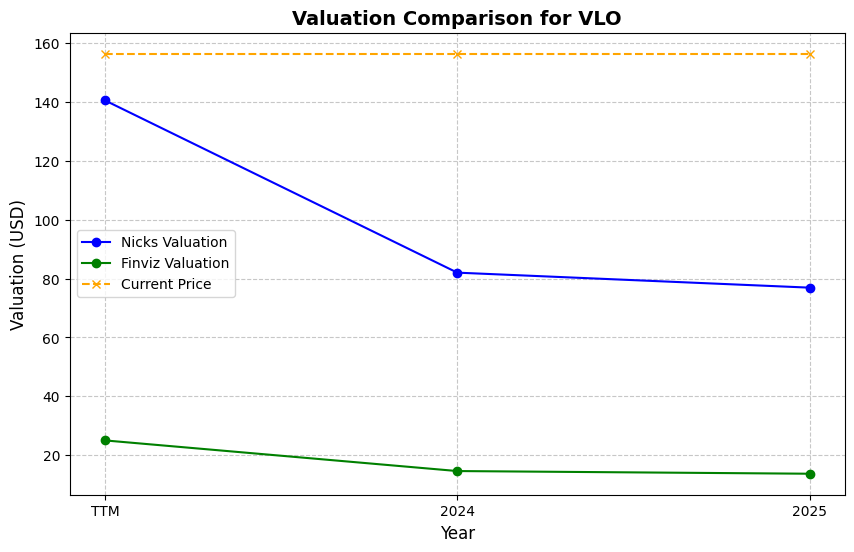 Valuation Comparison for VLO
Valuation (USD)
160
140
120
100
80
60
40
20
Nicks Valuation
Finviz Valuation
Current Price
TTM
2024
2025
Year